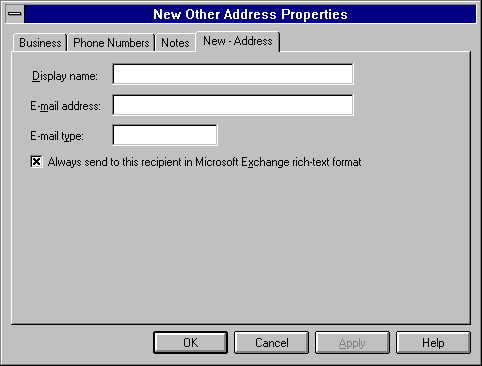 New Other Address Properties
Business Phone Numbers Notes New - Address
Display name:
E-mail address:
E-mail type:
Always send to this recipient in Microsoft Exchange rich-text format
OK Cancel Apply Help